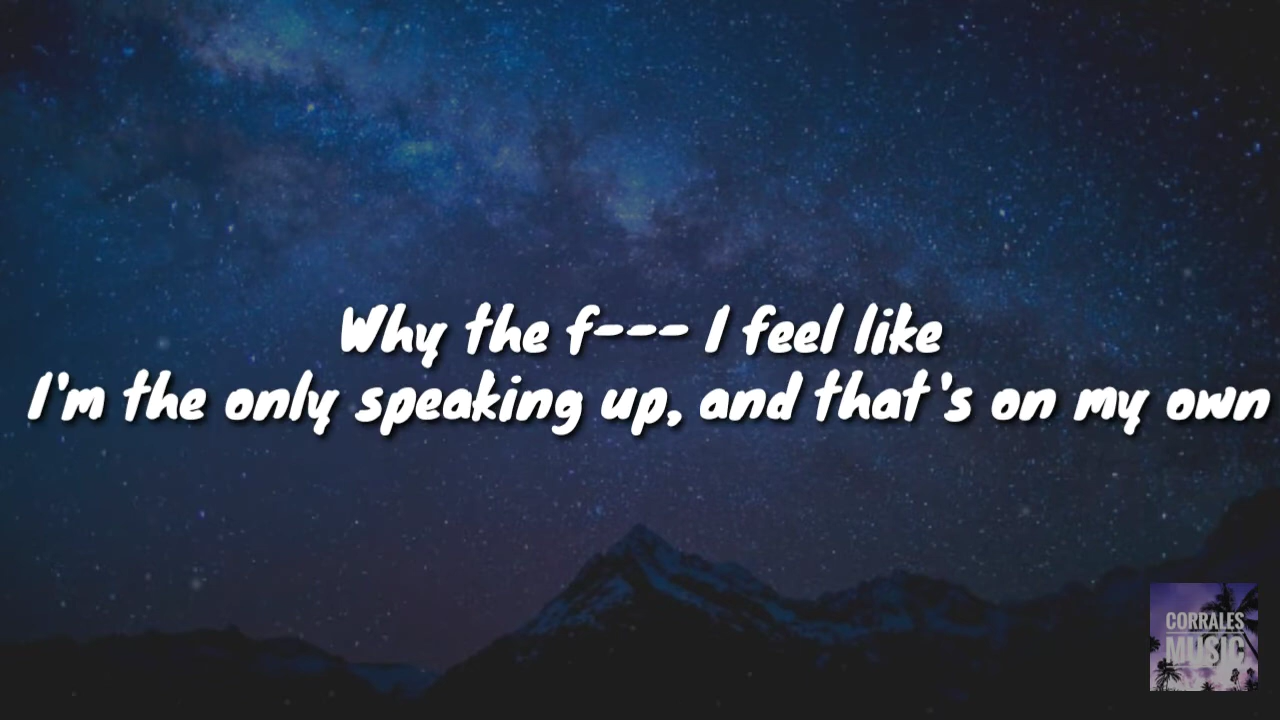 Why the f--- I feel like
I'm the only speaking up, and that's on my own
CORRALES
MUSIC